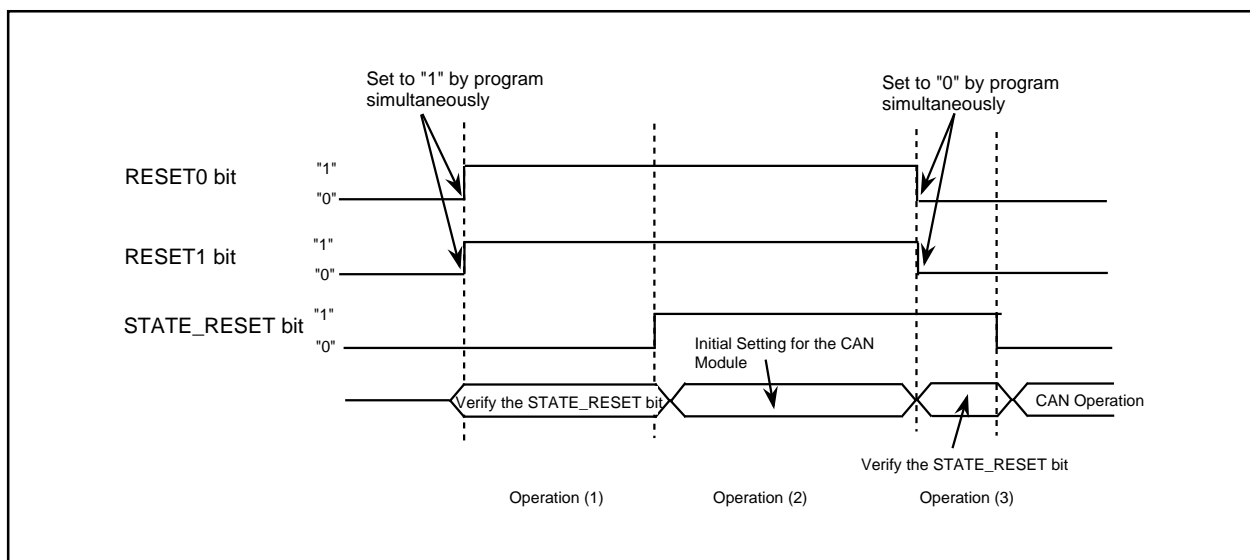 Set to "1" by program
simultaneously
Set to "0" by program
simultaneously
RESET0 bit
"1"
"0"
RESET1 bit
"1"
"0"
STATE_RESET bit
"1"
"0"
Initial Setting for the CAN
Module
Verify the STATE_RESET bit
CAN Operation
Verify the STATE_RESET bit
Operation (1)
Operation (2)
Operation (3)